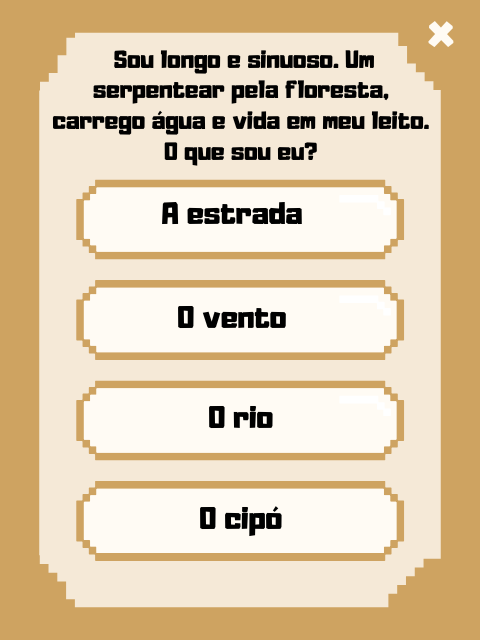 Sou longo e sinuoso. Um
serpentear pela floresta,
carrego água e vida em meu leito.
O que sou eu?
A estrada
O vento
O rio
O cipó